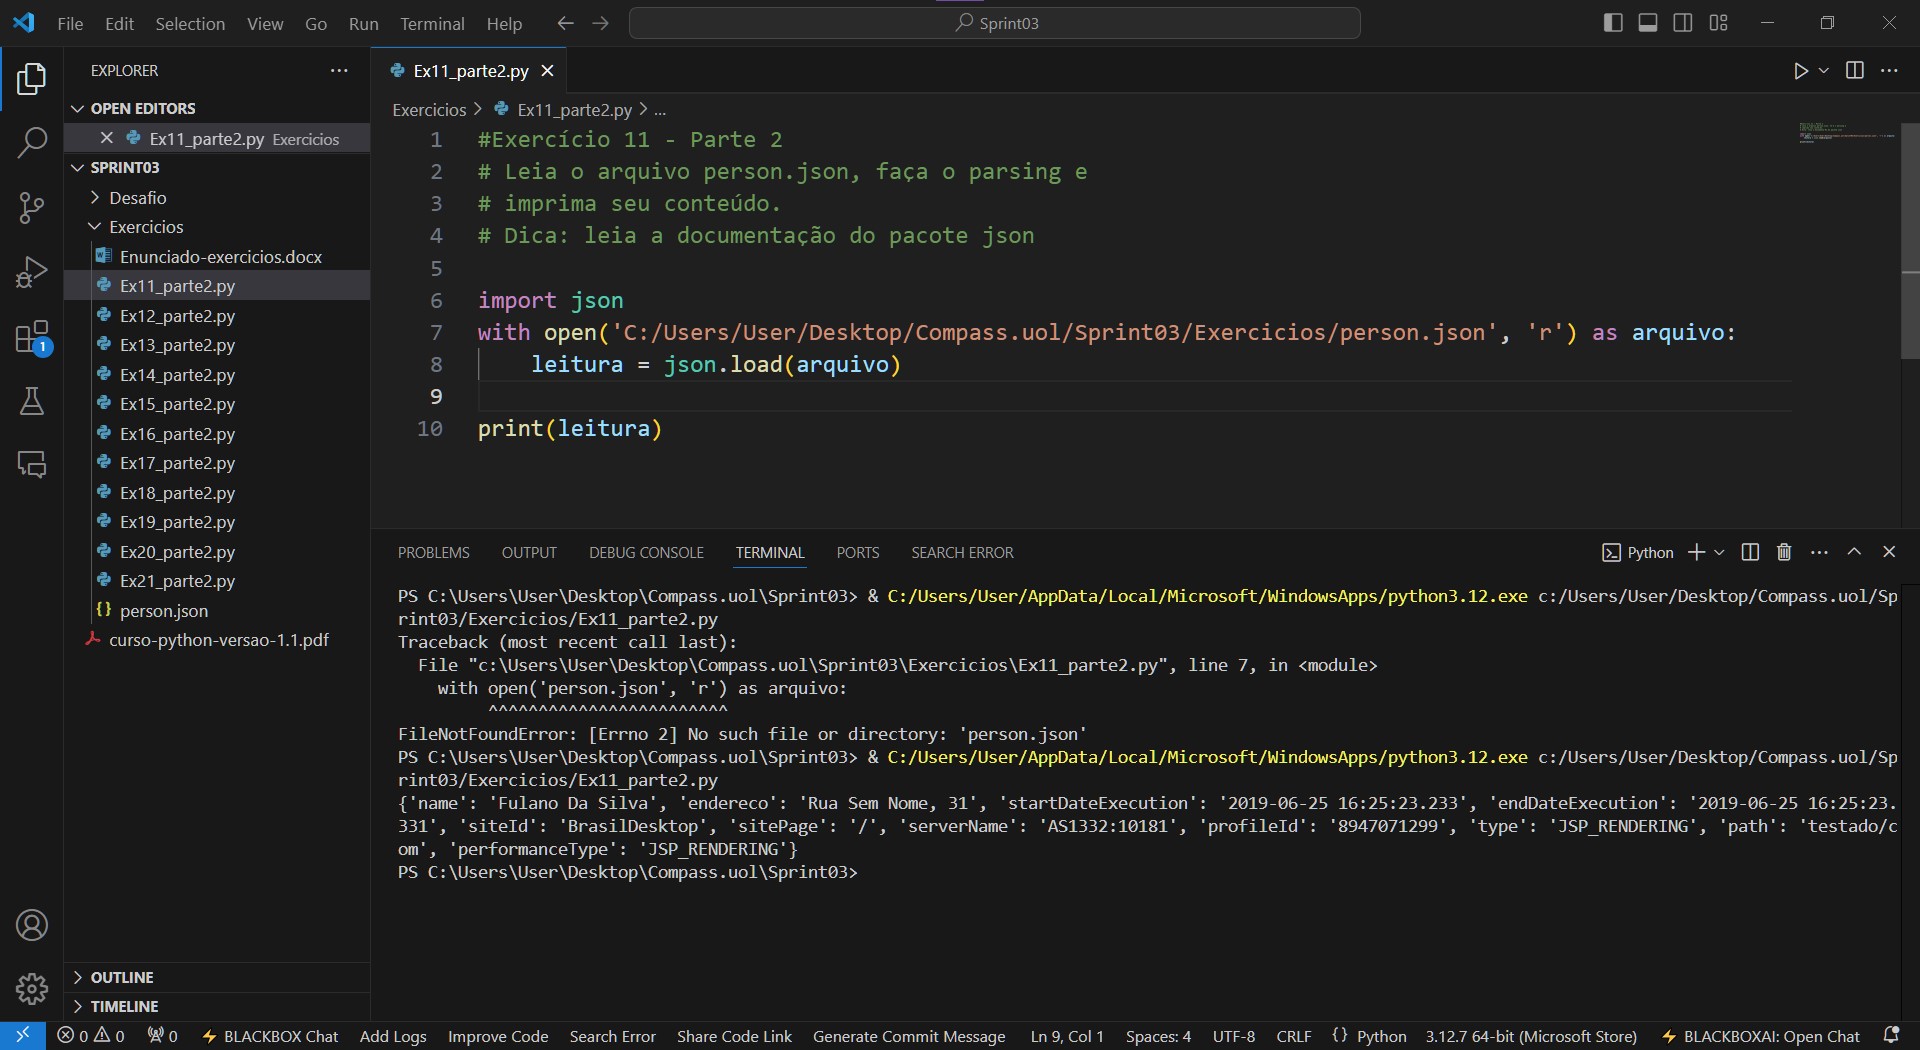 File Edit Selection View Go Run Terminal Help Sprint03
EXPLORER
OPEN EDITORS
Ex11_parte2.py Exercicios
SPRINT03
Desafio
Exercicios
Enunciado-exercicios.docx
Ex11_parte2.py
Ex12_parte2.py
Ex13_parte2.py
Ex14_parte2.py
Ex15_parte2.py
Ex16_parte2.py
Ex17_parte2.py
Ex18_parte2.py
Ex19_parte2.py
Ex20_parte2.py
Ex21_parte2.py
{} person.json
curso-python-versao-1.1.pdf
OUTLINE
TIMELINE
1
Ex11_parte2.py
Exercicios > Ex11_parte2.py > ...
1 #Exercício 11 - Parte 2
2 # Leia o arquivo person.json, faça o parsing e
3 # imprima seu conteúdo.
4 # Dica: leia a documentação do pacote json
5
6 import json
7 with open('C:/Users/User/Desktop/Compass.uol/Sprint03/Exercicios/person.json', 'r') as arquivo:
8     leitura = json.load(arquivo)
9
10 print(leitura)
PROBLEMS OUTPUT DEBUG CONSOLE TERMINAL PORTS SEARCH ERROR Python
PS C:\Users\User\Desktop\Compass.uol\Sprint03> & C:/Users/User/AppData/Local/Microsoft/WindowsApps/python3.12.exe c:/Users/User/Desktop/Compass.uol/Sp
rint03/Exercicios/Ex11_parte2.py
Traceback (most recent call last):
  File "c:\Users\User\Desktop\Compass.uol\Sprint03\Exercicios\Ex11_parte2.py", line 7, in <module>
    with open('person.json', 'r') as arquivo:
         ^^^^^^^^^^^^^^^^^^^^^^^^
FileNotFoundError: [Errno 2] No such file or directory: 'person.json'
PS C:\Users\User\Desktop\Compass.uol\Sprint03> & C:/Users/User/AppData/Local/Microsoft/WindowsApps/python3.12.exe c:/Users/User/Desktop/Compass.uol/Sp
rint03/Exercicios/Ex11_parte2.py
{'name': 'Fulano Da Silva', 'endereco': 'Rua Sem Nome, 31', 'startDateExecution': '2019-06-25 16:25:23.233', 'endDateExecution': '2019-06-25 16:25:23.
331', 'siteId': 'BrasilDesktop', 'sitePage': '/', 'serverName': 'AS1332:10181', 'profileId': '8947071299', 'type': 'JSP_RENDERING', 'path': 'testado/c
om', 'performanceType': 'JSP_RENDERING'}
PS C:\Users\User\Desktop\Compass.uol\Sprint03>
0 0 0 BLACKBOX Chat Add Logs Improve Code Search Error Share Code Link Generate Commit Message Ln 9, Col 1 Spaces: 4 UTF-8 CRLF {} Python 3.12.7 64-bit (Microsoft Store) BLACKBOXAI: Open Chat